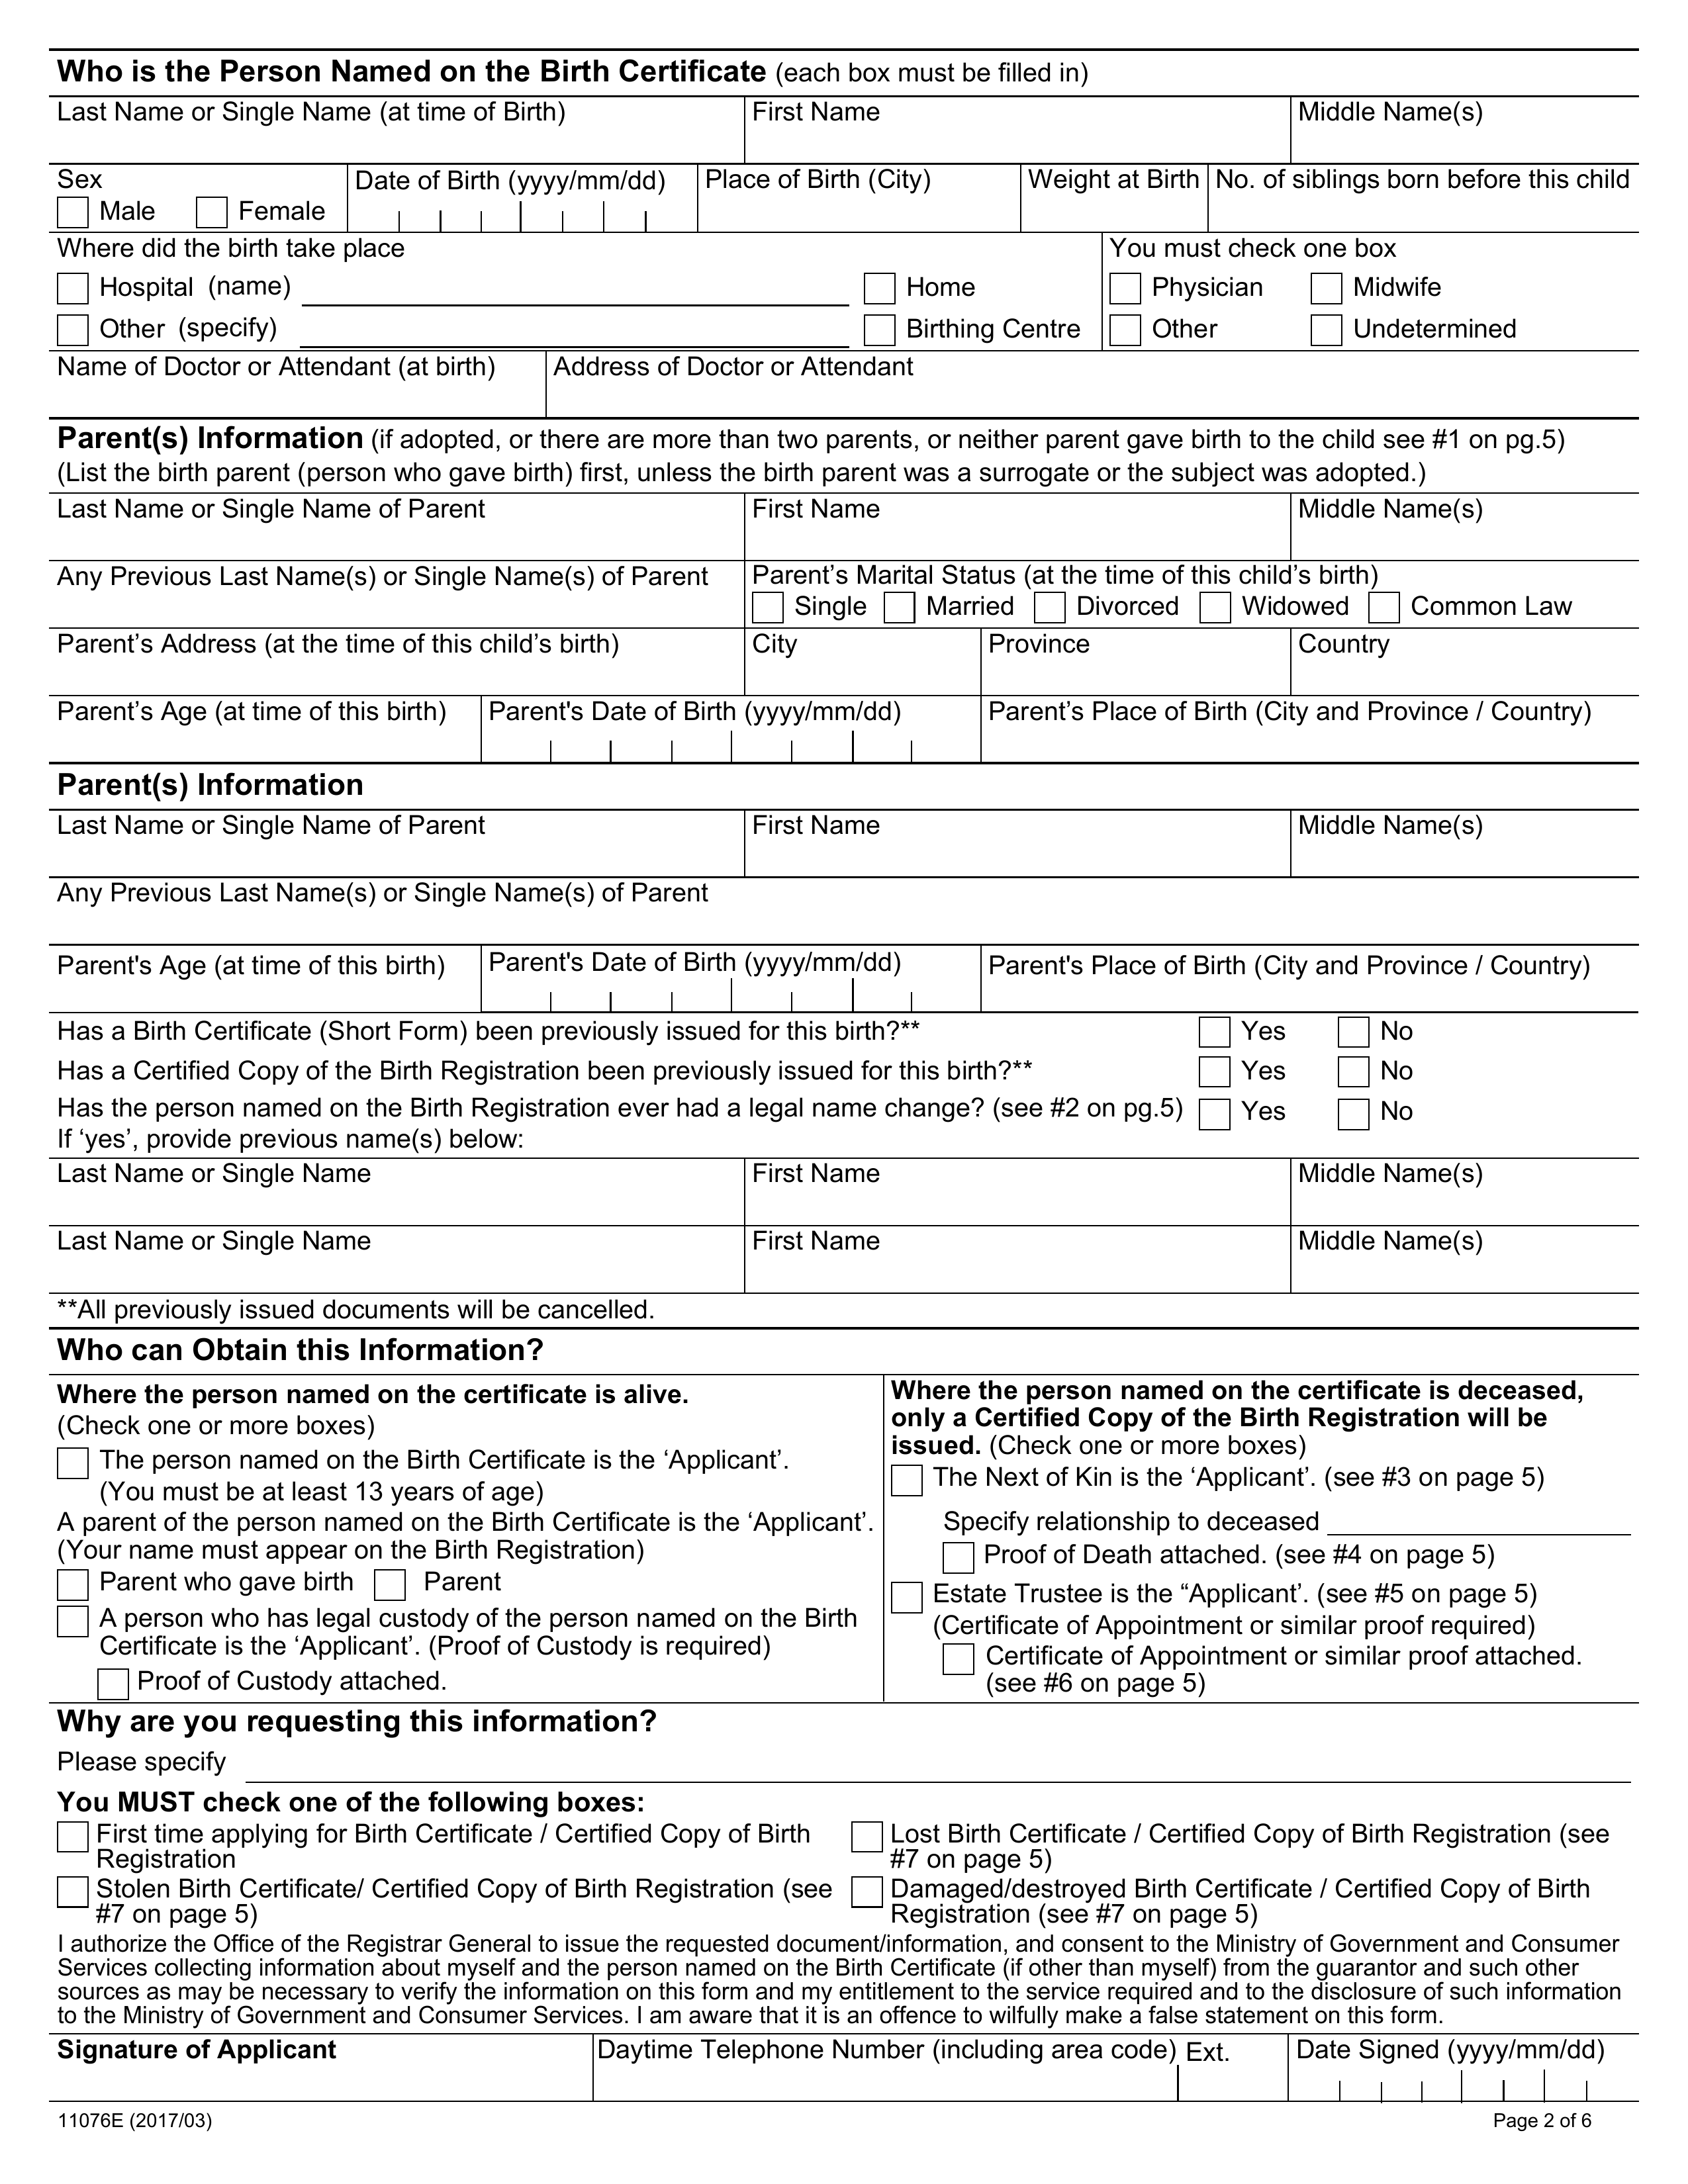 Who is the Person Named on the Birth Certificate (each box must be filled in)
Last Name or Single Name (at time of Birth) First Name Middle Name(s)
Sex Date of Birth (yyyy/mm/dd) Place of Birth (City) Weight at Birth No. of siblings born before this child
Male Female
Where did the birth take place You must check one box
Hospital (name) Home Physician Midwife
Other (specify) Birthing Centre Other Undetermined
Name of Doctor or Attendant (at birth) Address of Doctor or Attendant
Parent(s) Information (if adopted, or there are more than two parents, or neither parent gave birth to the child see #1 on pg.5)
(List the birth parent (person who gave birth) first, unless the birth parent was a surrogate or the subject was adopted.)
Last Name or Single Name of Parent First Name Middle Name(s)
Any Previous Last Name(s) or Single Name(s) of Parent Parent’s Marital Status (at the time of this child’s birth)
Single Married Divorced Widowed Common Law
Parent’s Address (at the time of this child’s birth) City Province Country
Parent’s Age (at time of this birth) Parent's Date of Birth (yyyy/mm/dd) Parent’s Place of Birth (City and Province / Country)
Parent(s) Information
Last Name or Single Name of Parent First Name Middle Name(s)
Any Previous Last Name(s) or Single Name(s) of Parent
Parent's Age (at time of this birth) Parent's Date of Birth (yyyy/mm/dd) Parent's Place of Birth (City and Province / Country)
Has a Birth Certificate (Short Form) been previously issued for this birth?** Yes No
Has a Certified Copy of the Birth Registration been previously issued for this birth?** Yes No
Has the person named on the Birth Registration ever had a legal name change? (see #2 on pg.5) Yes No
If ‘yes’, provide previous name(s) below:
Last Name or Single Name First Name Middle Name(s)
Last Name or Single Name First Name Middle Name(s)
**All previously issued documents will be cancelled.
Who can Obtain this Information?
Where the person named on the certificate is alive.
(Check one or more boxes)
The person named on the Birth Certificate is the ‘Applicant’.
(You must be at least 13 years of age)
A parent of the person named on the Birth Certificate is the ‘Applicant’.
(Your name must appear on the Birth Registration)
Parent who gave birth Parent
A person who has legal custody of the person named on the Birth
Certificate is the ‘Applicant’. (Proof of Custody is required)
Proof of Custody attached.
Where the person named on the certificate is deceased,
only a Certified Copy of the Birth Registration will be
issued. (Check one or more boxes)
The Next of Kin is the ‘Applicant’. (see #3 on page 5)
Specify relationship to deceased
Proof of Death attached. (see #4 on page 5)
Estate Trustee is the “Applicant’. (see #5 on page 5)
(Certificate of Appointment or similar proof required)
Certificate of Appointment or similar proof attached.
(see #6 on page 5)
Why are you requesting this information?
Please specify
You MUST check one of the following boxes:
First time applying for Birth Certificate / Certified Copy of Birth
Registration
Lost Birth Certificate / Certified Copy of Birth Registration (see
#7 on page 5)
Stolen Birth Certificate/ Certified Copy of Birth Registration (see
#7 on page 5)
Damaged/destroyed Birth Certificate / Certified Copy of Birth
Registration (see #7 on page 5)
I authorize the Office of the Registrar General to issue the requested document/information, and consent to the Ministry of Government and Consumer
Services collecting information about myself and the person named on the Birth Certificate (if other than myself) from the guarantor and such other
sources as may be necessary to verify the information on this form and my entitlement to the service required and to the disclosure of such information
to the Ministry of Government and Consumer Services. I am aware that it is an offence to wilfully make a false statement on this form.
Signature of Applicant Daytime Telephone Number (including area code) Ext. Date Signed (yyyy/mm/dd)
11076E (2017/03) Page 2 of 6